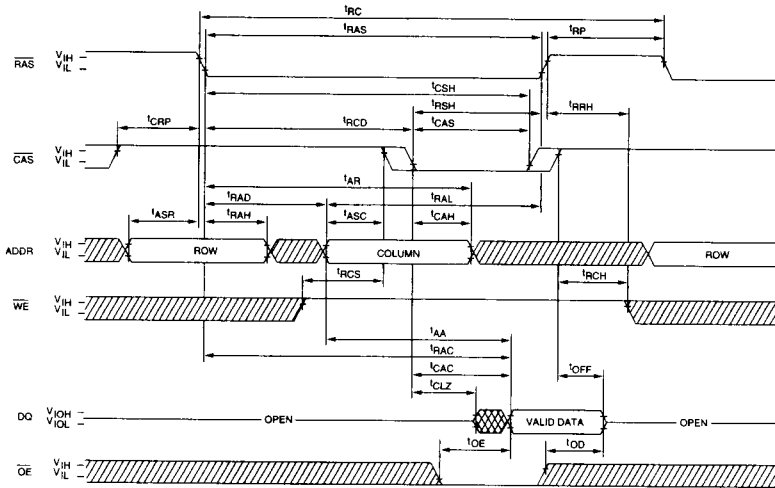 tRC
tRAS tRP
RAS VIH
VIL
tCSH
tRSH tRRH
tCRP tRCD tCAS
CAS VIH
VIL
tAR
tRAD tRAL
tASR tRAH tASC tCAH
ADDR VIH
VIL ROW COLUMN ROW
tRCS tRCH
WE VIH
VIL
tAA
tRAC
tCAC tOFF
tCLZ
DQ VIOH
VIOL OPEN VALID DATA OPEN
tOE tOD
OE VIH
VIL